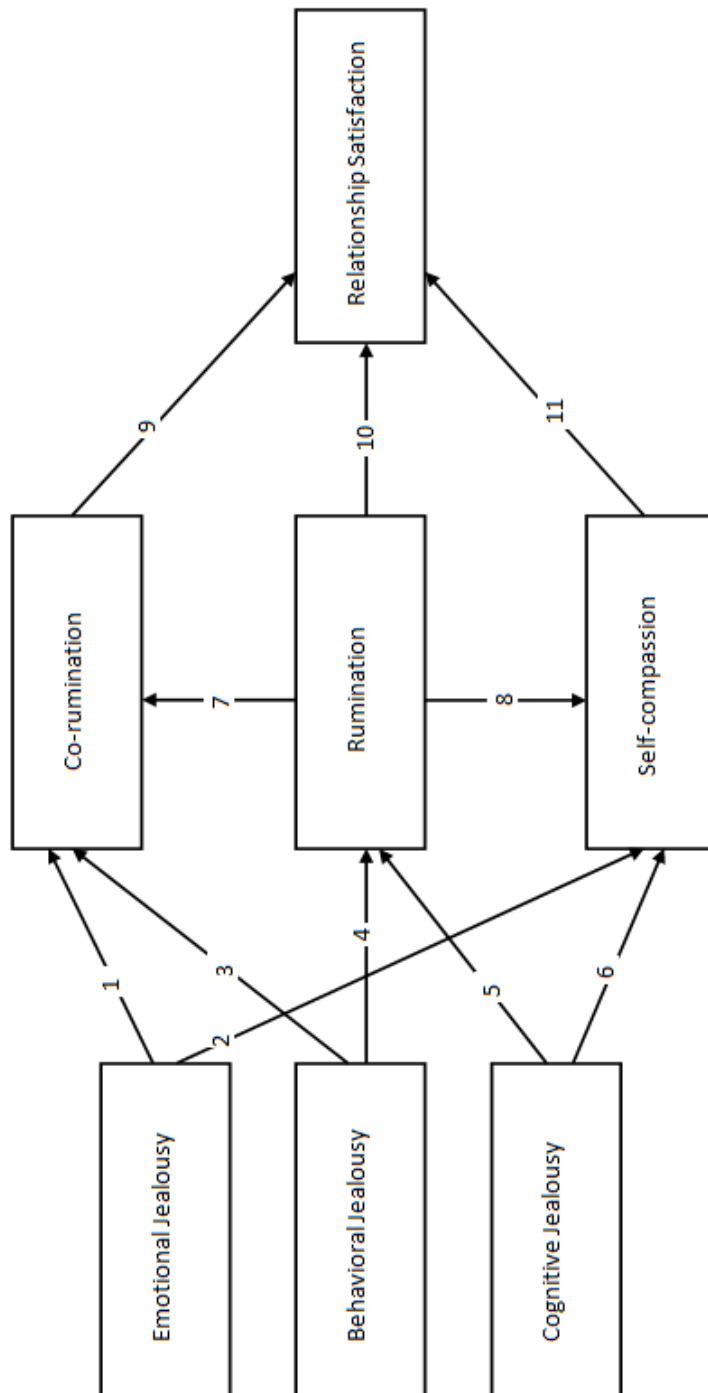 Emotional Jealousy
Behavioral Jealousy
Cognitive Jealousy
1
2
3
4
5
6
Co-rumination
Rumination
Self-compassion
7
8
9
10
11
Relationship Satisfaction